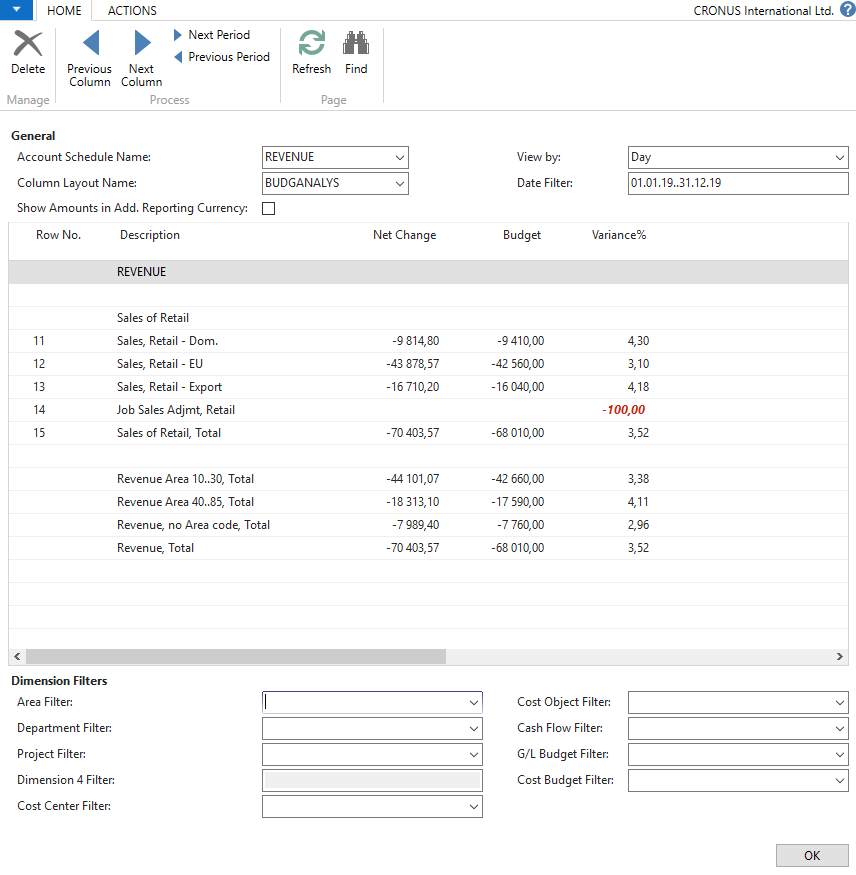 HOME ACTIONS CRONUS International Ltd. ?
Delete Previous Column Next Column Next Period Previous Period Refresh Find
Manage Process Page
General
Account Schedule Name: REVENUE View by: Day
Column Layout Name: BUDGANALYS Date Filter: 01.01.19..31.12.19
Show Amounts in Add. Reporting Currency:
Row No. Description Net Change Budget Variance%
REVENUE
Sales of Retail
11 Sales, Retail - Dom. -9 814,80 -9 410,00 4,30
12 Sales, Retail - EU -43 878,57 -42 560,00 3,10
13 Sales, Retail - Export -16 710,20 -16 040,00 4,18
14 Job Sales Adjmt, Retail -100,00
15 Sales of Retail, Total -70 403,57 -68 010,00 3,52
Revenue Area 10..30, Total -44 101,07 -42 660,00 3,38
Revenue Area 40..85, Total -18 313,10 -17 590,00 4,11
Revenue, no Area code, Total -7 989,40 -7 760,00 2,96
Revenue, Total -70 403,57 -68 010,00 3,52
Dimension Filters
Area Filter: Cost Object Filter:
Department Filter: Cash Flow Filter:
Project Filter: G/L Budget Filter:
Dimension 4 Filter: Cost Budget Filter:
Cost Center Filter:
OK